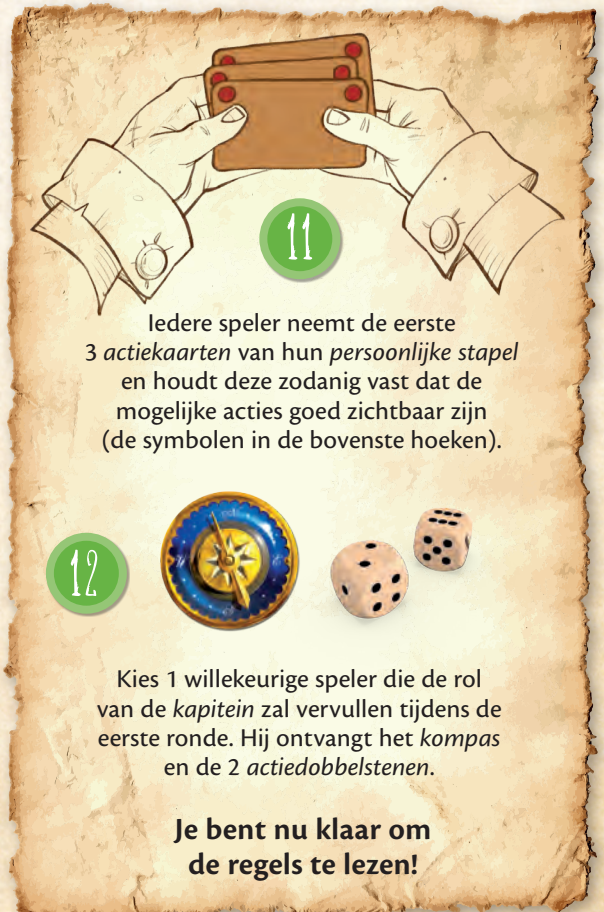 11
Iedere speler neemt de eerste
3 actiekaarten van hun persoonlijke stapel
en houdt deze zodanig vast dat de
mogelijke acties goed zichtbaar zijn
(de symbolen in de bovenste hoeken).
12
Kies 1 willekeurige speler die de rol
van de kapitein zal vervullen tijdens de
eerste ronde. Hij ontvangt het kompas
en de 2 actiedobbelstenen.
Je bent nu klaar om
de regels te lezen!